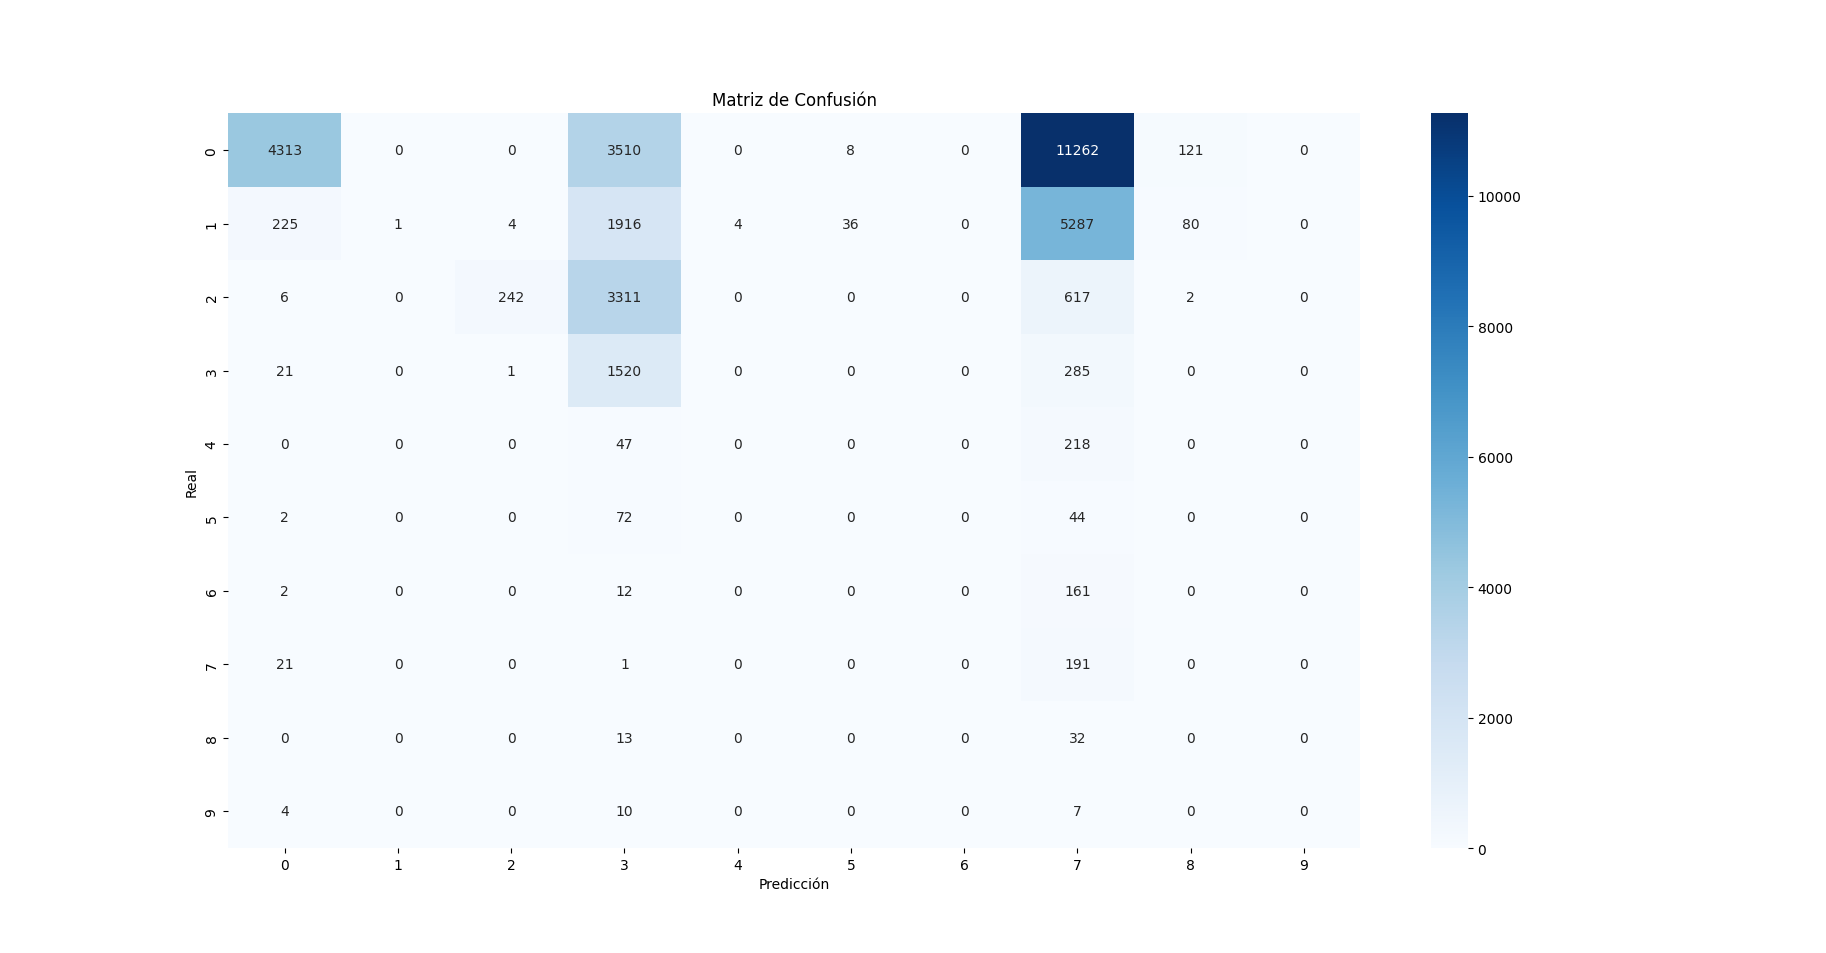 Matriz de Confusión
0 4313 0 0 3510 0 8 0 11262 121 0
1 225 1 4 1916 4 36 0 5287 80 0
2 6 0 242 3311 0 0 0 617 2 0
3 21 0 1 1520 0 0 0 285 0 0
4 0 0 0 47 0 0 0 218 0 0
5 2 0 0 72 0 0 0 44 0 0
6 2 0 0 12 0 0 0 161 0 0
7 21 0 0 1 0 0 0 191 0 0
8 0 0 0 13 0 0 0 32 0 0
9 4 0 0 10 0 0 0 7 0 0
0 1 2 3 4 5 6 7 8 9
Predicción
Real
10000
8000
6000
4000
2000
0